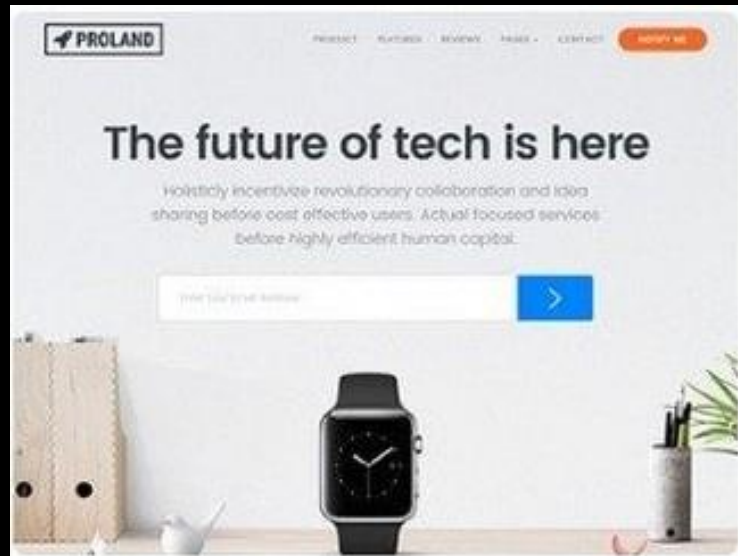 PROLAND
PRODUCT FEATURES REVIEWS PAGES CONTACT NOTIFY ME
The future of tech is here
Holisticly incentivize revolutionary collaboration and idea
sharing before cost effective users. Actual focused services
before highly efficient human capital.